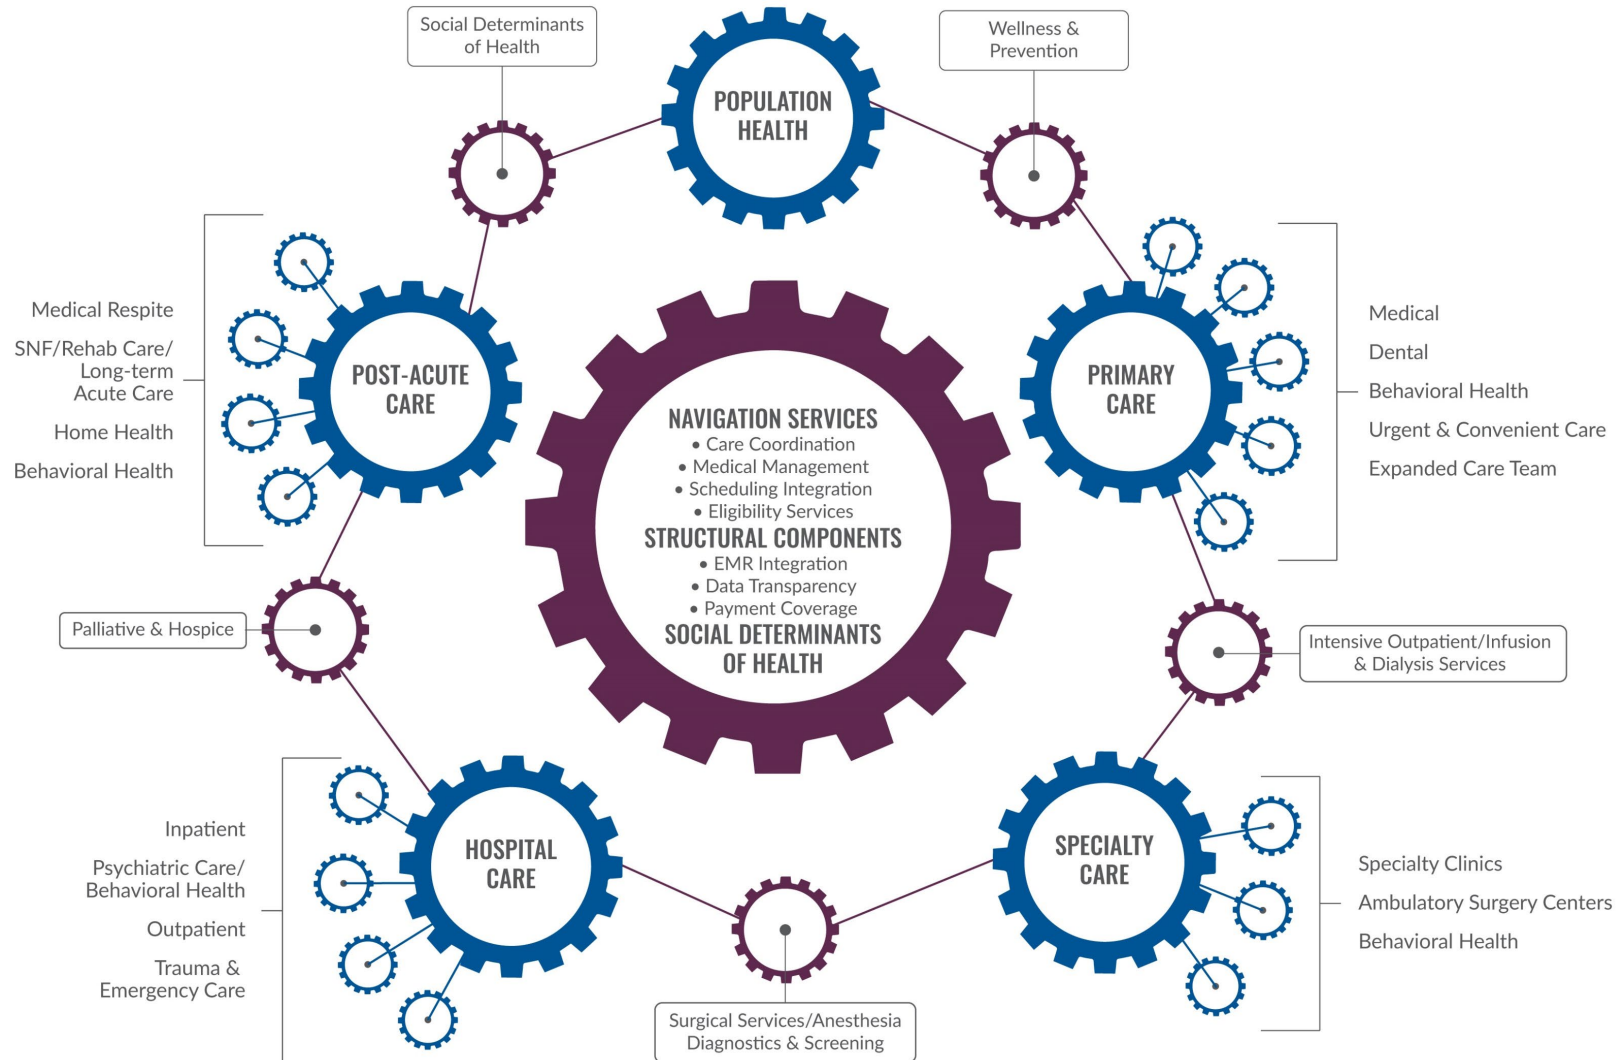 Social Determinants
of Health
Wellness &
Prevention
POPULATION
HEALTH
Medical Respite
SNF/Rehab Care/
Long-term
Acute Care
Home Health
Behavioral Health
POST-ACUTE
CARE
PRIMARY
CARE
Medical
Dental
Behavioral Health
Urgent & Convenient Care
Expanded Care Team
NAVIGATION SERVICES
• Care Coordination
• Medical Management
• Scheduling Integration
• Eligibility Services
STRUCTURAL COMPONENTS
• EMR Integration
• Data Transparency
• Payment Coverage
SOCIAL DETERMINANTS
OF HEALTH
Palliative & Hospice
Intensive Outpatient/Infusion
& Dialysis Services
Inpatient
Psychiatric Care/
Behavioral Health
Outpatient
Trauma &
Emergency Care
HOSPITAL
CARE
SPECIALTY
CARE
Specialty Clinics
Ambulatory Surgery Centers
Behavioral Health
Surgical Services/Anesthesia
Diagnostics & Screening